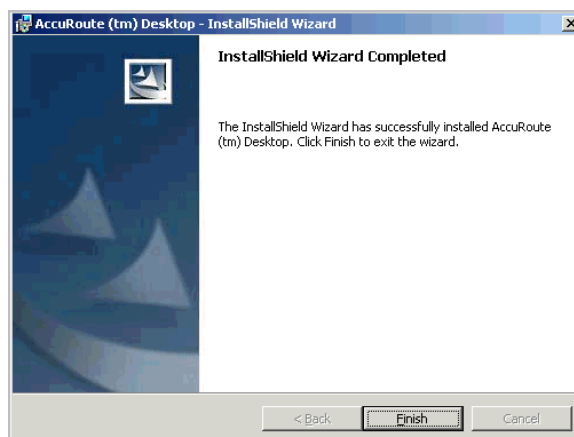 AccuRoute (tm) Desktop - InstallShield Wizard
InstallShield Wizard Completed
The InstallShield Wizard has successfully installed AccuRoute
(tm) Desktop. Click Finish to exit the wizard.
< Back
Finish
Cancel